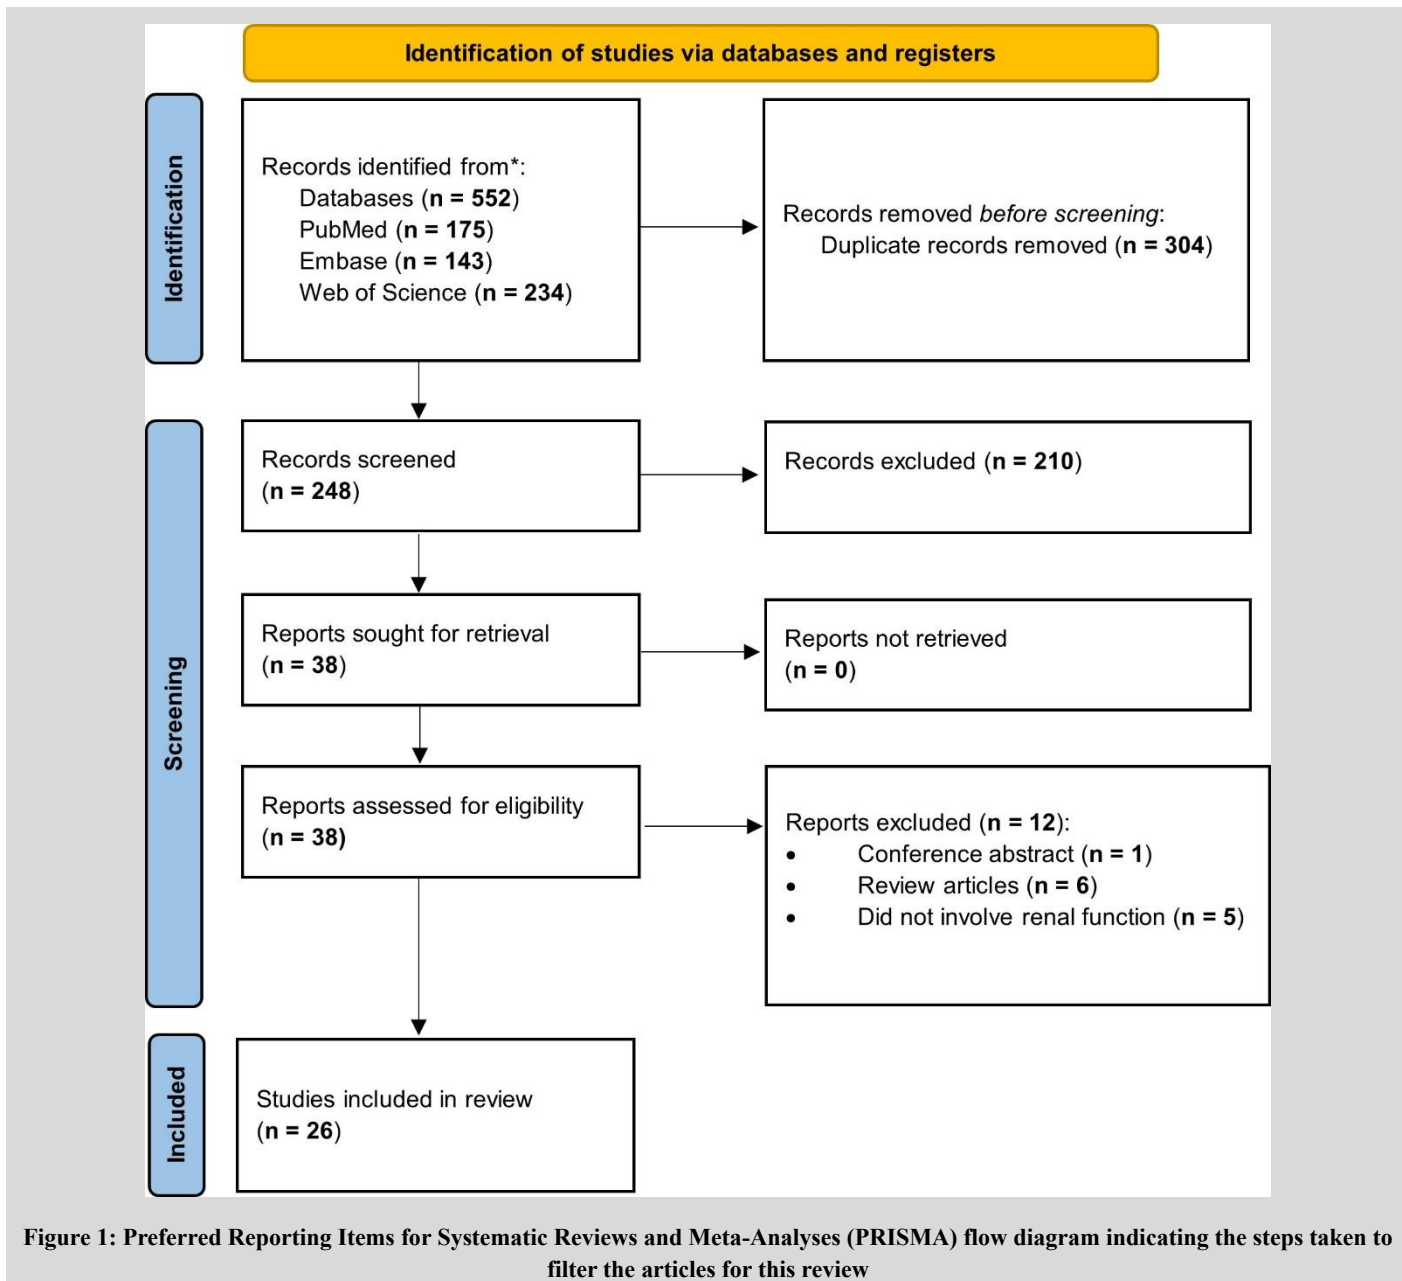 Identification of studies via databases and registers
Identification
Records identified from*:
Databases (n = 552)
PubMed (n = 175)
Embase (n = 143)
Web of Science (n = 234)
Records removed before screening:
Duplicate records removed (n = 304)
Screening
Records screened
(n = 248)
Records excluded (n = 210)
Reports sought for retrieval
(n = 38)
Reports not retrieved
(n = 0)
Reports assessed for eligibility
(n = 38)
Reports excluded (n = 12):
• Conference abstract (n = 1)
• Review articles (n = 6)
• Did not involve renal function (n = 5)
Included
Studies included in review
(n = 26)
Figure 1: Preferred Reporting Items for Systematic Reviews and Meta-Analyses (PRISMA) flow diagram indicating the steps taken to
filter the articles for this review